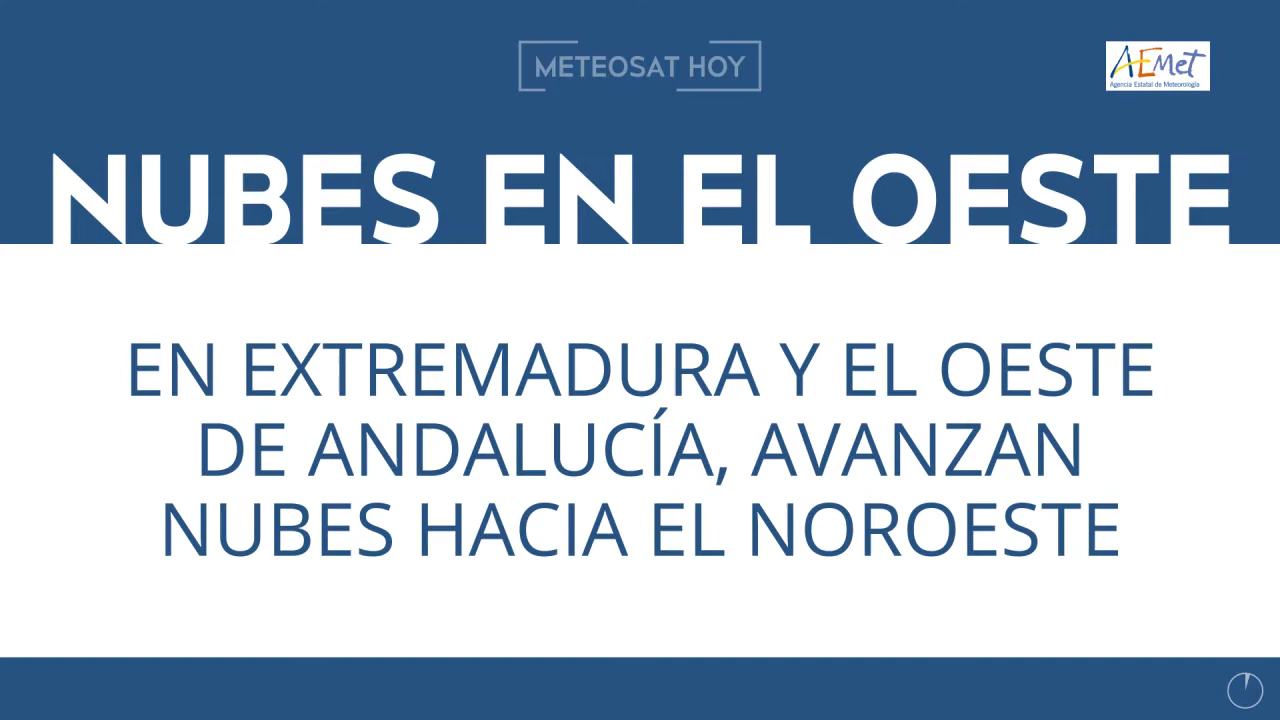 METEOSAT HOY
AEMet
Agencia Estatal de Meteorología
NUBES EN EL OESTE
EN EXTREMADURA Y EL OESTE
DE ANDALUCÍA, AVANZAN
NUBES HACIA EL NOROESTE